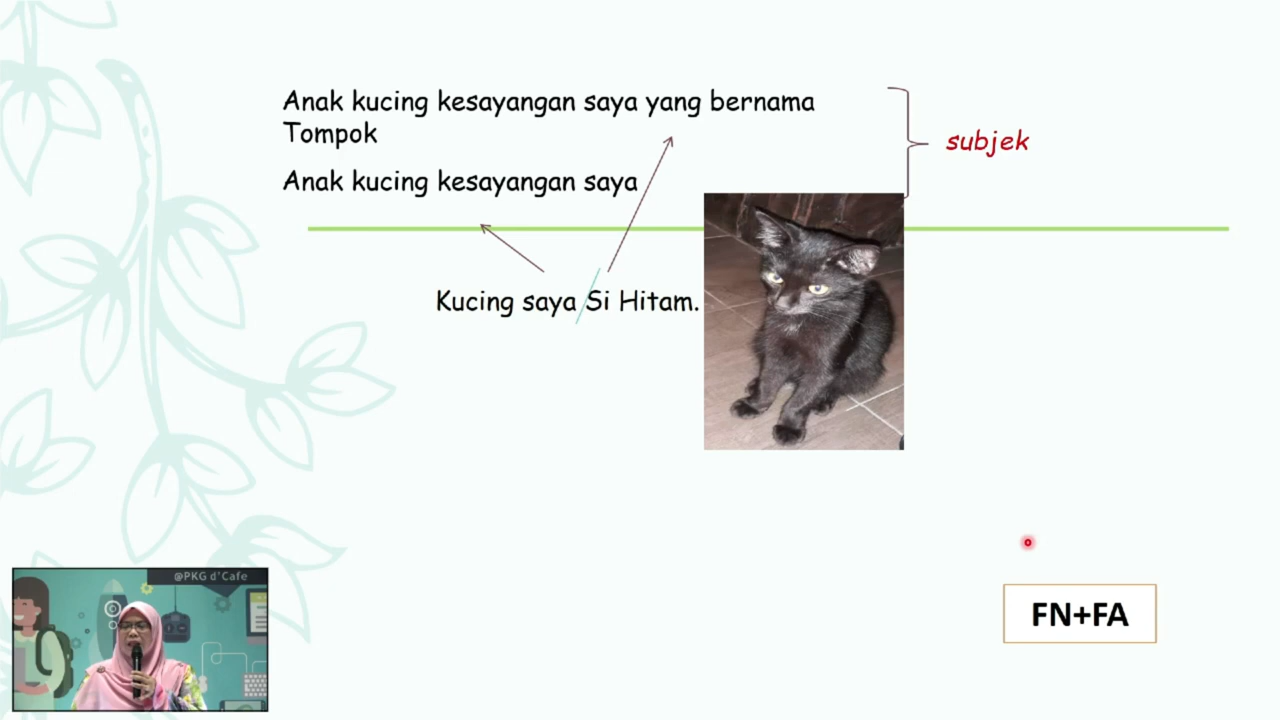 Anak kucing kesayangan saya yang bernama
Tompok
Anak kucing kesayangan saya
subjek
Kucing saya Si Hitam.
FN+FA
@PKG d'Cafe